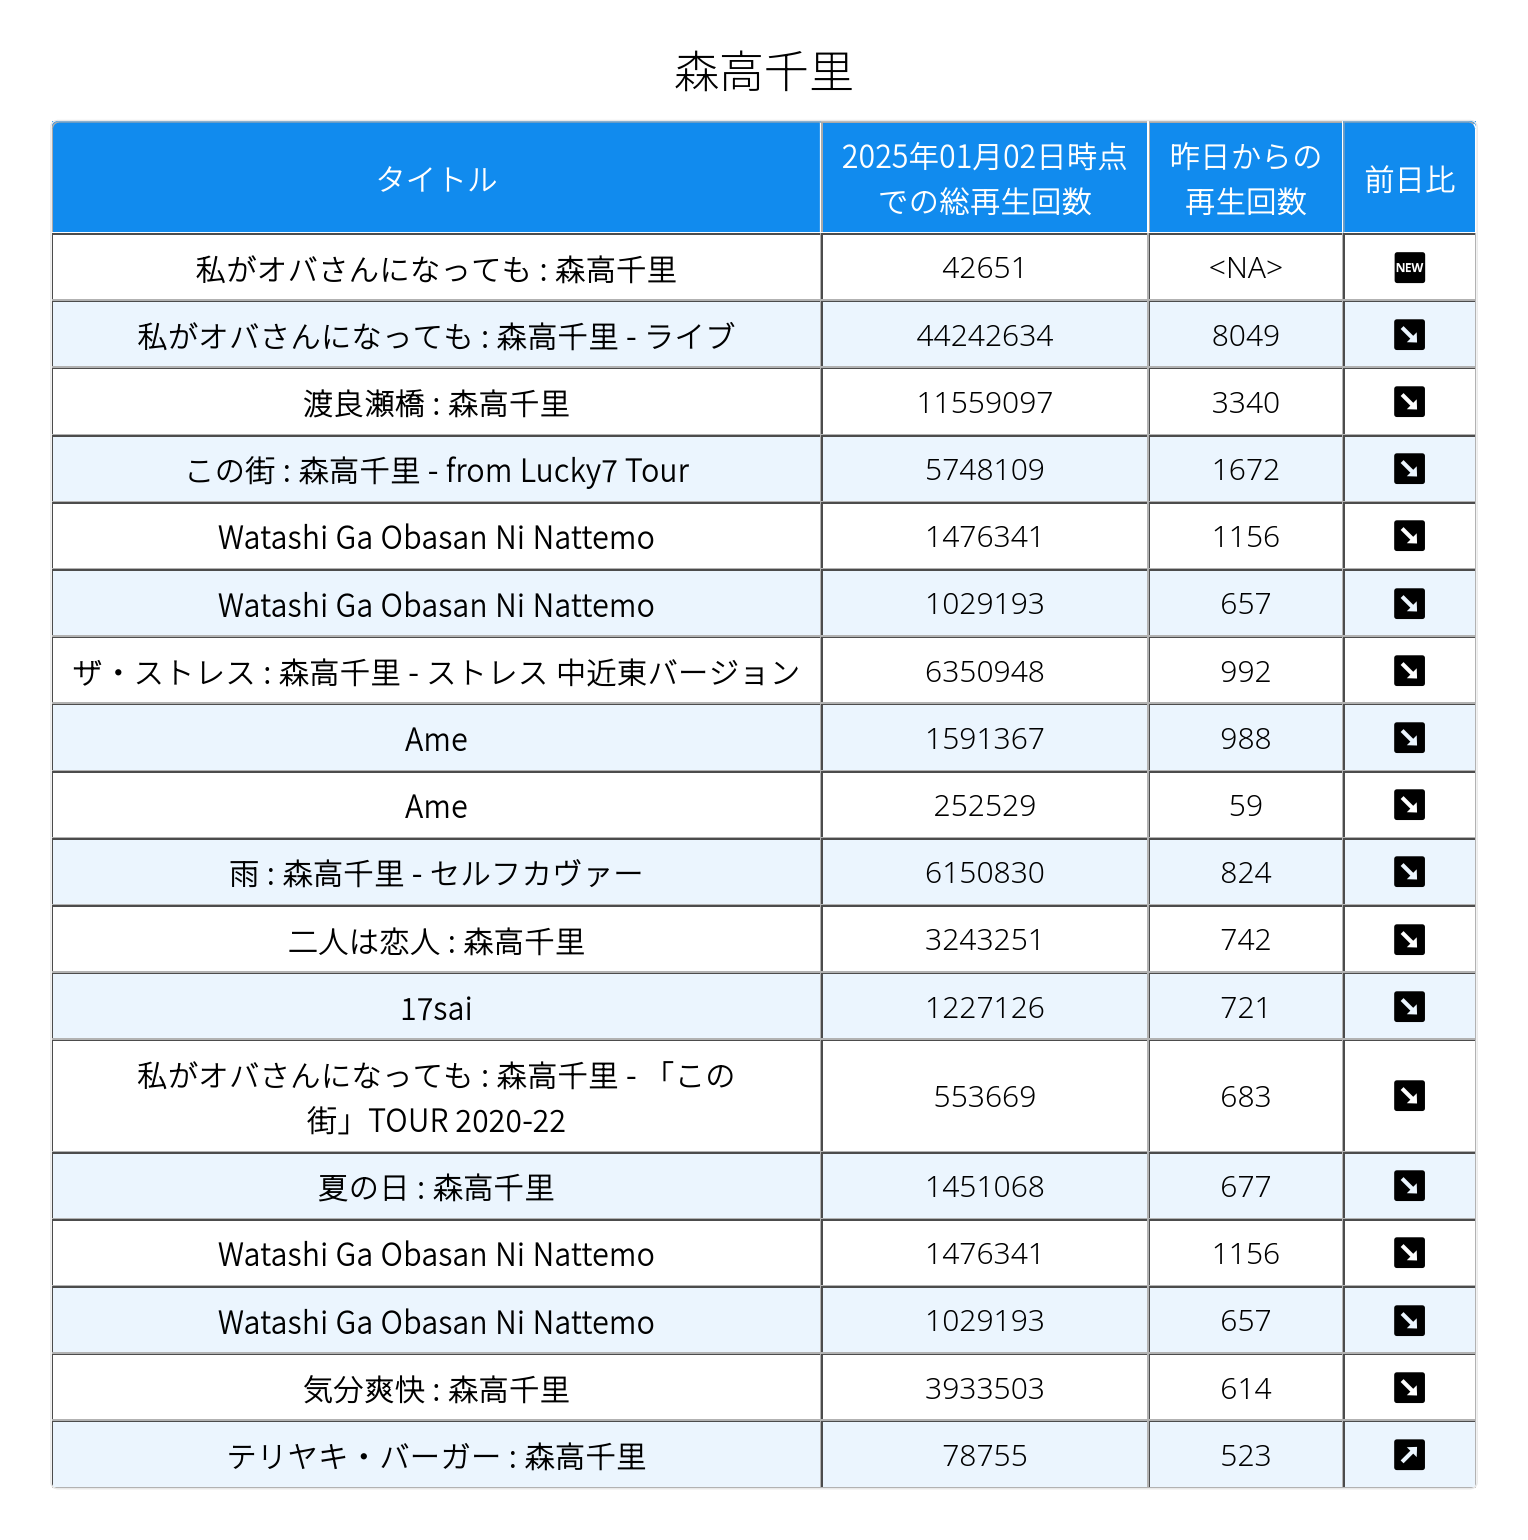 森高千里
タイトル
2025年01月02日時点
での総再生回数
昨日からの
再生回数
前日比
私がオバさんになっても : 森高千里 42651 <NA> NEW
私がオバさんになっても : 森高千里 - ライブ 44242634 8049 ↘
渡良瀬橋 : 森高千里 11559097 3340 ↘
この街 : 森高千里 - from Lucky7 Tour 5748109 1672 ↘
Watashi Ga Obasan Ni Nattemo 1476341 1156 ↘
Watashi Ga Obasan Ni Nattemo 1029193 657 ↘
ザ・ストレス : 森高千里 - ストレス 中近東バージョン 6350948 992 ↘
Ame 1591367 988 ↘
Ame 252529 59 ↘
雨 : 森高千里 - セルフカヴァー 6150830 824 ↘
二人は恋人 : 森高千里 3243251 742 ↘
17sai 1227126 721 ↘
私がオバさんになっても : 森高千里 - 「この
街」TOUR 2020-22 553669 683 ↘
夏の日 : 森高千里 1451068 677 ↘
Watashi Ga Obasan Ni Nattemo 1476341 1156 ↘
Watashi Ga Obasan Ni Nattemo 1029193 657 ↘
気分爽快 : 森高千里 3933503 614 ↘
テリヤキ・バーガー : 森高千里 78755 523 ↗